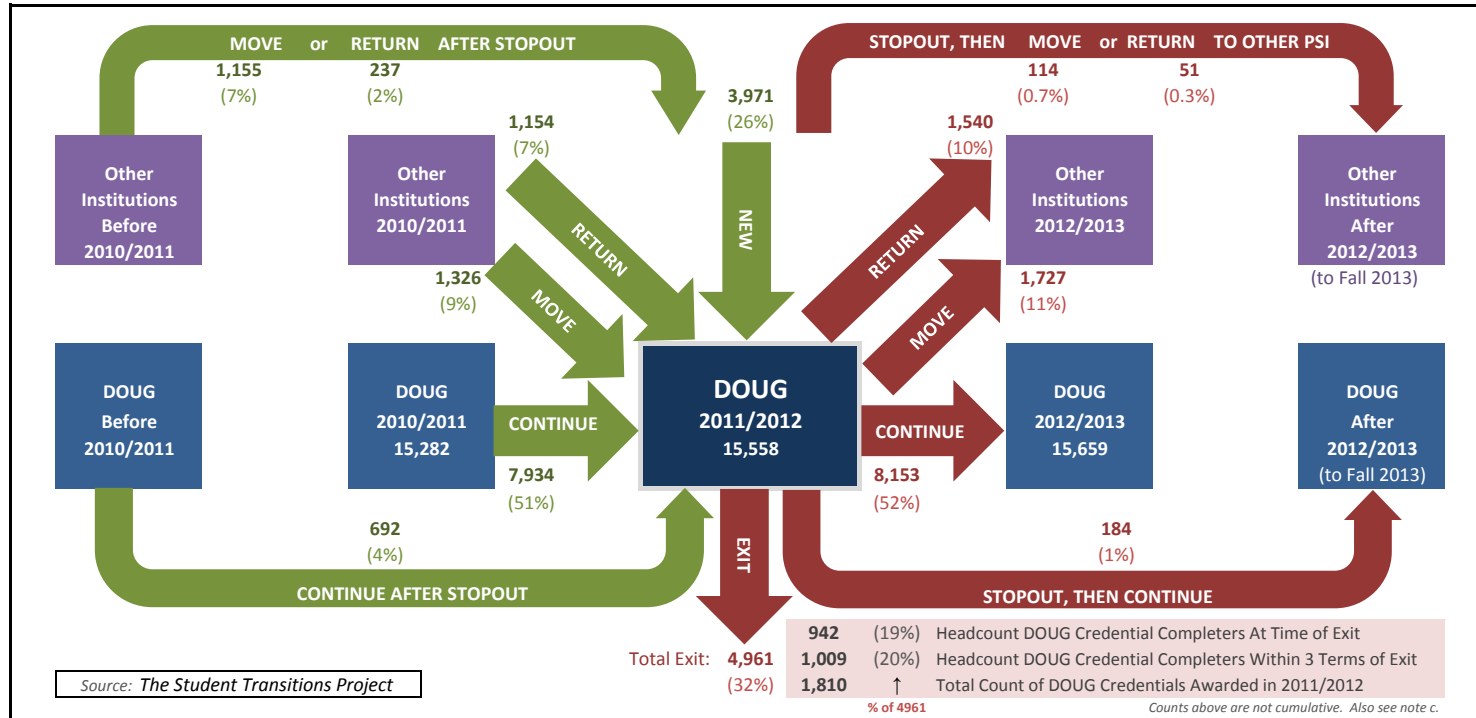 MOVE or RETURN AFTER STOPOUT
1,155 237
(7%) (2%)
STOPOUT, THEN MOVE or RETURN TO OTHER PSI
114 51
(0.7%) (0.3%)
3,971
(26%)
1,154
(7%)
1,540
(10%)
Other
Institutions
Before
2010/2011
Other
Institutions
2010/2011
NEW
Other
Institutions
2012/2013
Other
Institutions
After
2012/2013
(to Fall 2013)
RETURN
RETURN
1,326
(9%)
MOVE
MOVE
1,727
(11%)
DOUG
Before
2010/2011
DOUG
2010/2011
15,282
CONTINUE
7,934
(51%)
DOUG
2011/2012
15,558
CONTINUE
8,153
(52%)
DOUG
2012/2013
15,659
DOUG
After
2012/2013
(to Fall 2013)
692
(4%)
CONTINUE AFTER STOPOUT
EXIT
184
(1%)
STOPOUT, THEN CONTINUE
Total Exit: 4,961
(32%)
942 (19%) Headcount DOUG Credential Completers At Time of Exit
1,009 (20%) Headcount DOUG Credential Completers Within 3 Terms of Exit
1,810 ↑ Total Count of DOUG Credentials Awarded in 2011/2012
% of 4961
Counts above are not cumulative. Also see note c.
Source: The Student Transitions Project